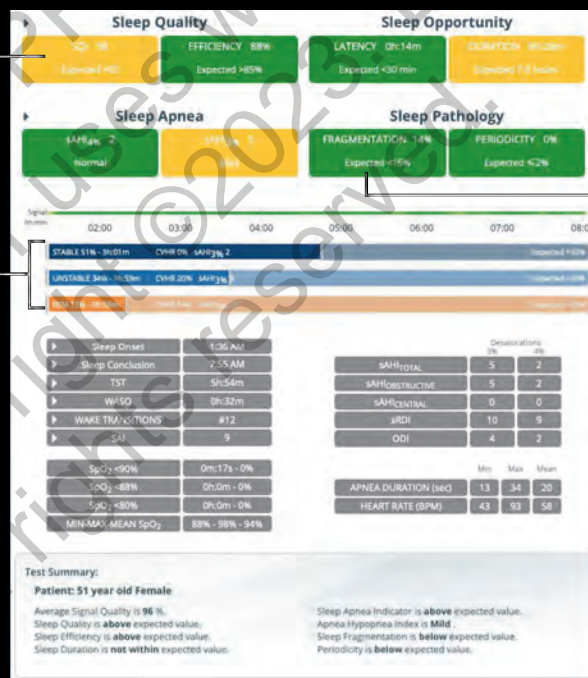 Sleep Quality
Sleep Opportunity
EFFICIENCY 88%
LATENCY 0h:14m
Expected >85%
Expected <30 min
Sleep Apnea
Sleep Pathology
sAHI4% 2
FRAGMENTATION 14%
PERIODICITY 0%
Normal
Expected <15%
Expected <2%
Signal
02:00 03:00 04:00 05:00 06:00 07:00 08:0
STABLE 51% - 3h:01m CVHR 0% sAHI3% 2
UNSTABLE 34% - 1h:59m CVHR 20% sAHI3%
Sleep Onset 1:36 AM
Sleep Conclusion 7:55 AM
TST 5h:54m
WASO 0h:32m
WAKE TRANSITIONS #12
SAI 9
SpO2 <90% 0m:17s - 0%
SpO2 <88% 0h:0m - 0%
SpO2 <80% 0h:0m - 0%
MIN-MAX-MEAN SpO2 88% - 98% - 94%
Desaturations
3% 4%
sAHITOTAL 5 2
sAHIOBSTRUCTIVE 5 2
sAHICENTRAL 0 0
sRDI 10 9
ODI 4 2
Min Max Mean
APNEA DURATION (sec) 13 34 20
HEART RATE (BPM) 43 93 58
Test Summary:
Patient: 51 year old Female
Average Signal Quality is 96 %.
Sleep Quality is above expected value.
Sleep Efficiency is above expected value.
Sleep Duration is not within expected value.
Sleep Apnea Indicator is above expected value.
Apnea Hypopnea Index is Mild .
Sleep Fragmentation is below expected value.
Periodicity is below expected value.
uses
©2023.
rights reserved.